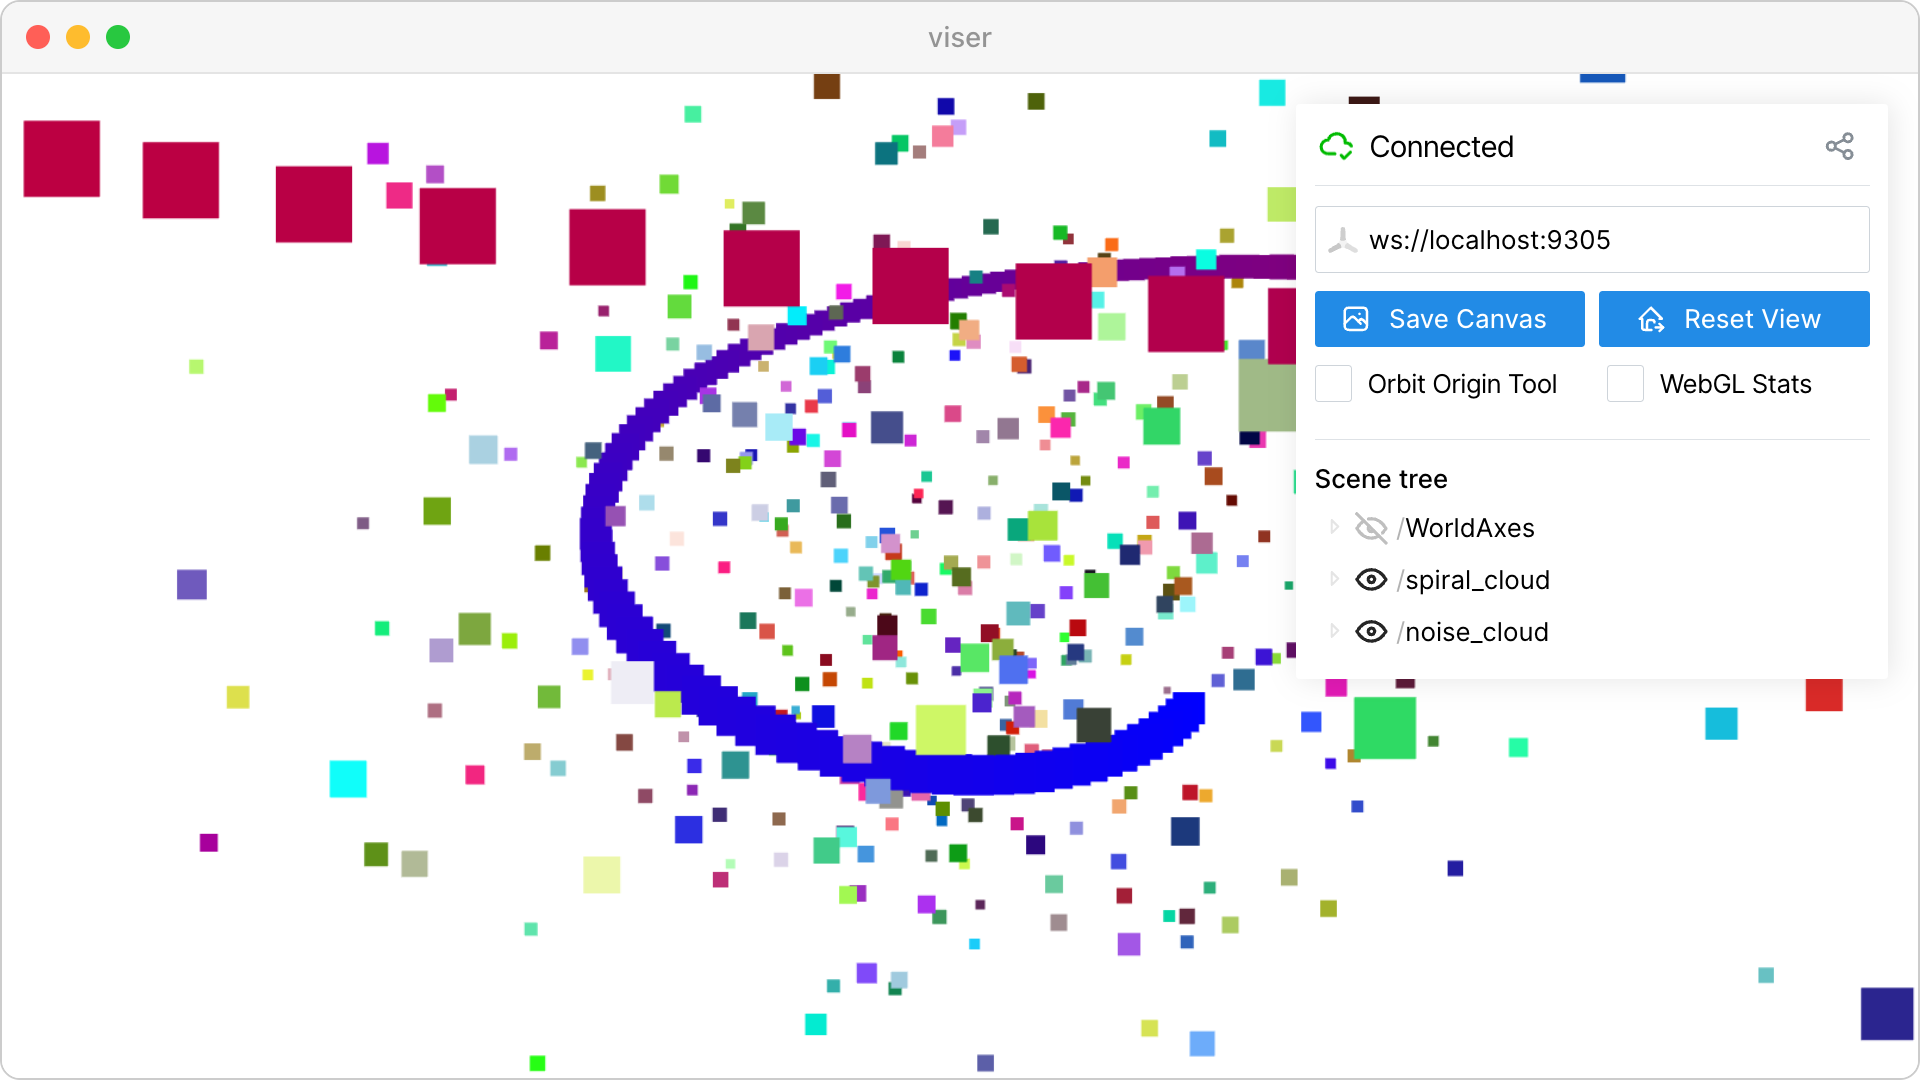 viser
Connected
ws://localhost:9305
Save Canvas
Reset View
Orbit Origin Tool
WebGL Stats
Scene tree
/WorldAxes
/spiral_cloud
/noise_cloud